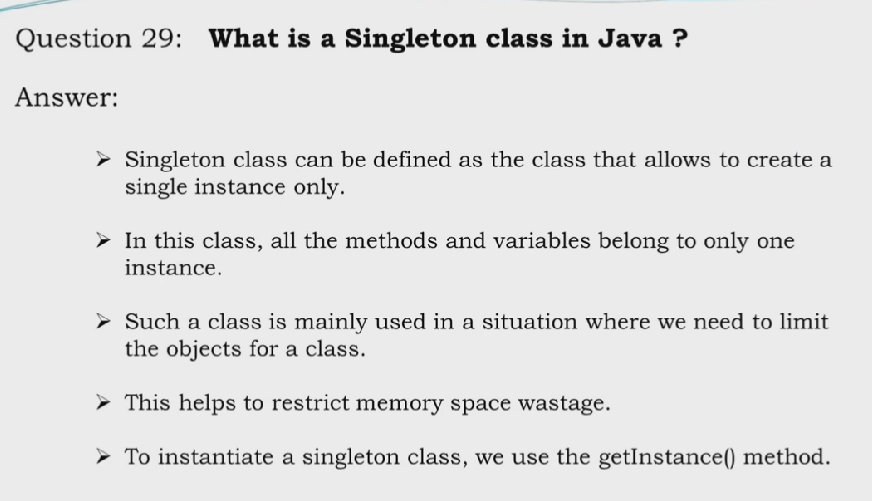 Question 29: What is a Singleton class in Java ?
Answer:
➢ Singleton class can be defined as the class that allows to create a
single instance only.
➢ In this class, all the methods and variables belong to only one
instance.
➢ Such a class is mainly used in a situation where we need to limit
the objects for a class.
➢ This helps to restrict memory space wastage.
➢ To instantiate a singleton class, we use the getInstance() method.